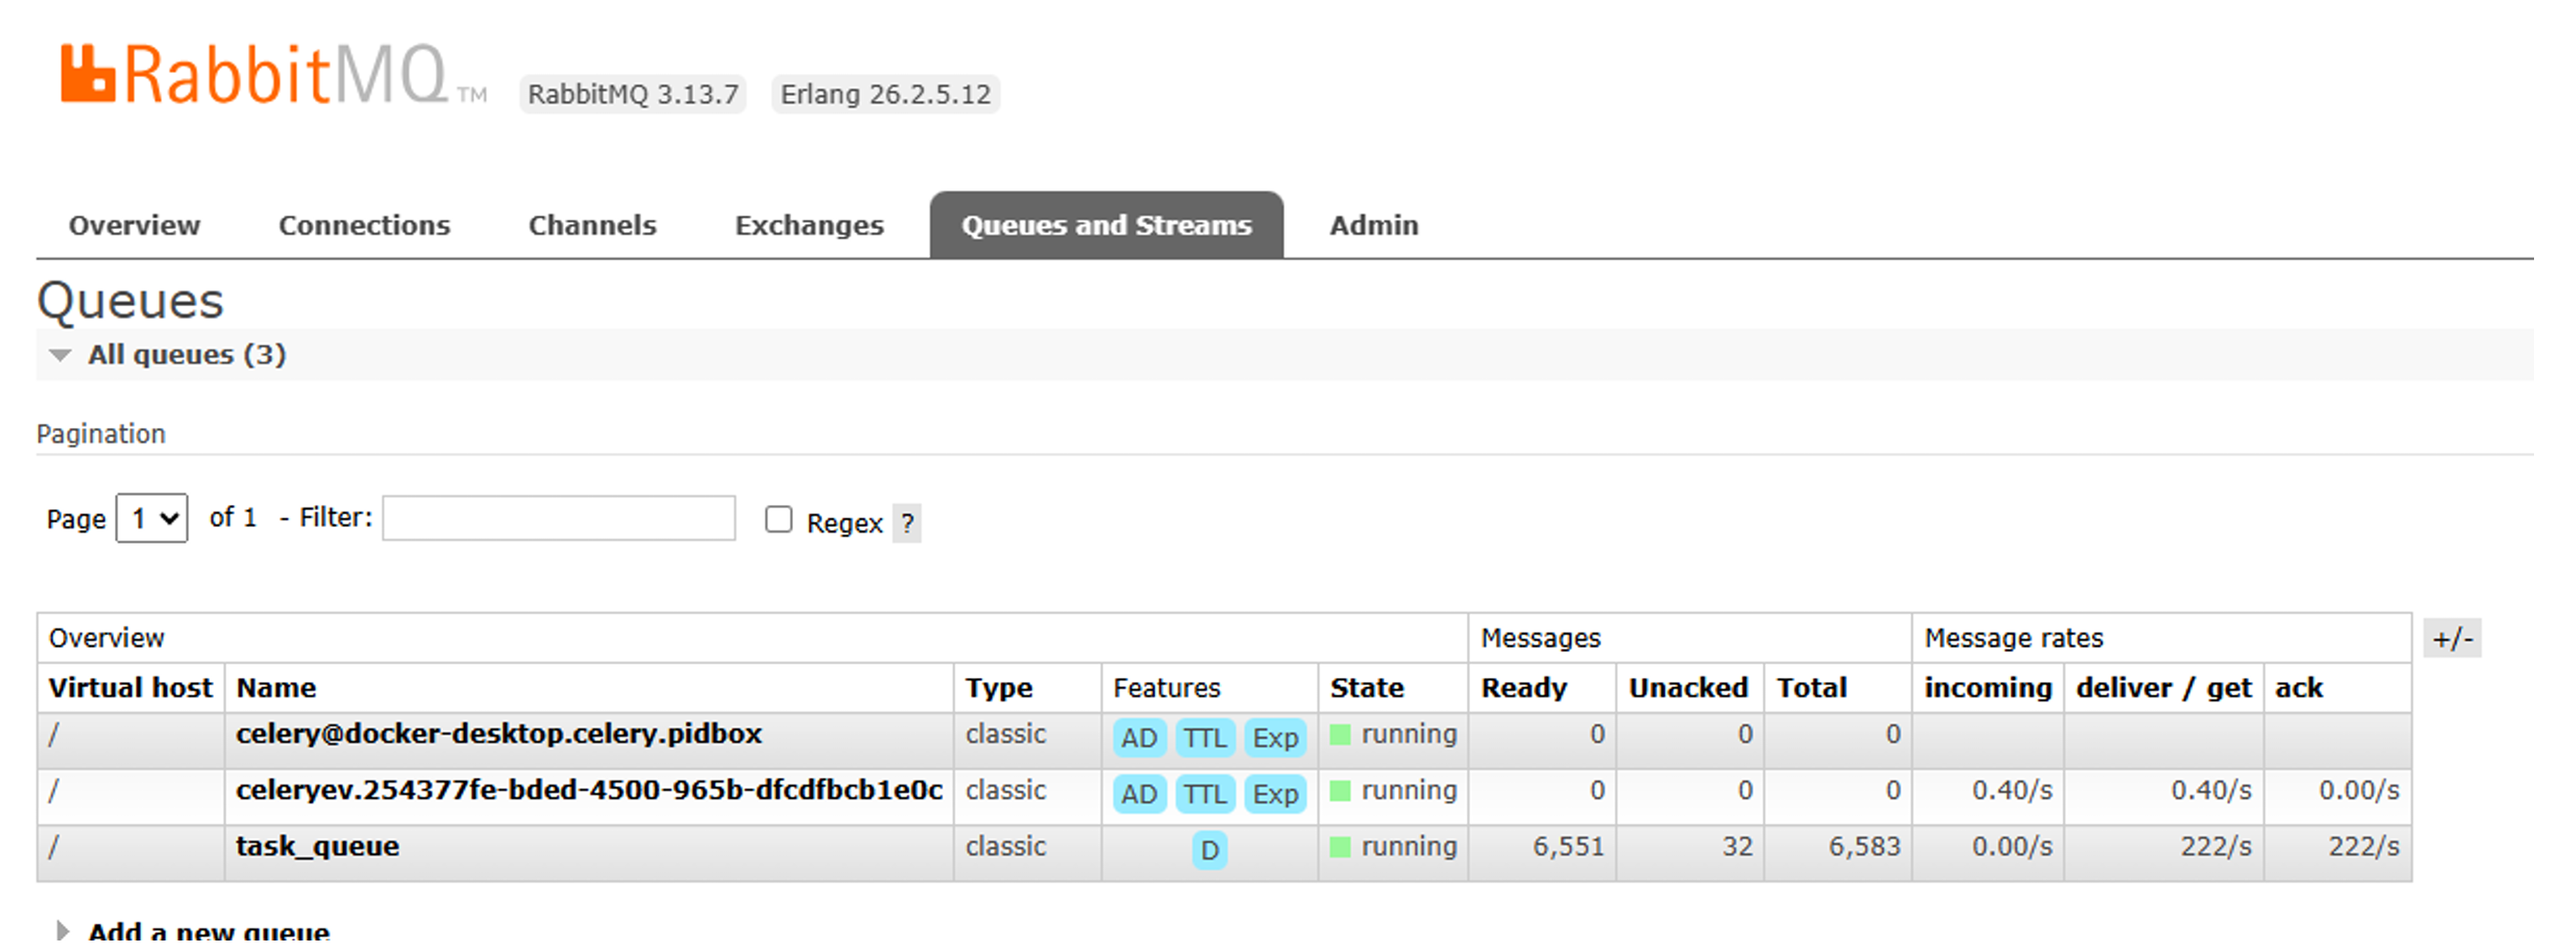 RabbitMQ TM RabbitMQ 3.13.7 Erlang 26.2.5.12
Overview Connections Channels Exchanges Queues and Streams Admin
Queues
All queues (3)
Pagination
Page 1 of 1 - Filter: Regex ?
Overview Messages Message rates +/-
Virtual host Name Type Features State Ready Unacked Total incoming deliver / get ack
/ celery@docker-desktop.celery.pidbox classic AD TTL Exp running 0 0 0
/ celeryev.254377fe-bded-4500-965b-dfcdfbcb1e0c classic AD TTL Exp running 0 0 0 0.40/s 0.40/s 0.00/s
/ task_queue classic D running 6,551 32 6,583 0.00/s 222/s 222/s
Add a new queue